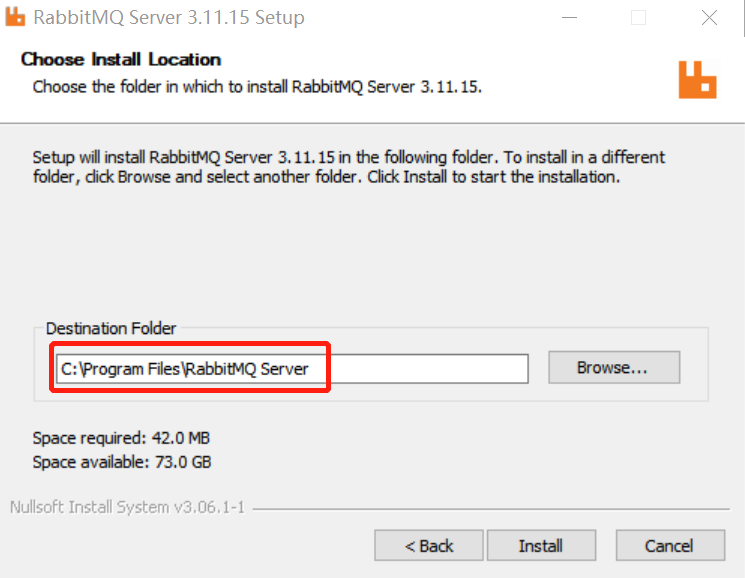 RabbitMQ Server 3.11.15 Setup
Choose Install Location
Choose the folder in which to install RabbitMQ Server 3.11.15.
Setup will install RabbitMQ Server 3.11.15 in the following folder. To install in a different
folder, click Browse and select another folder. Click Install to start the installation.
Destination Folder
C:\Program Files\RabbitMQ Server
Browse...
Space required: 42.0 MB
Space available: 73.0 GB
Nullsoft Install System v3.06.1-1
< Back
Install
Cancel